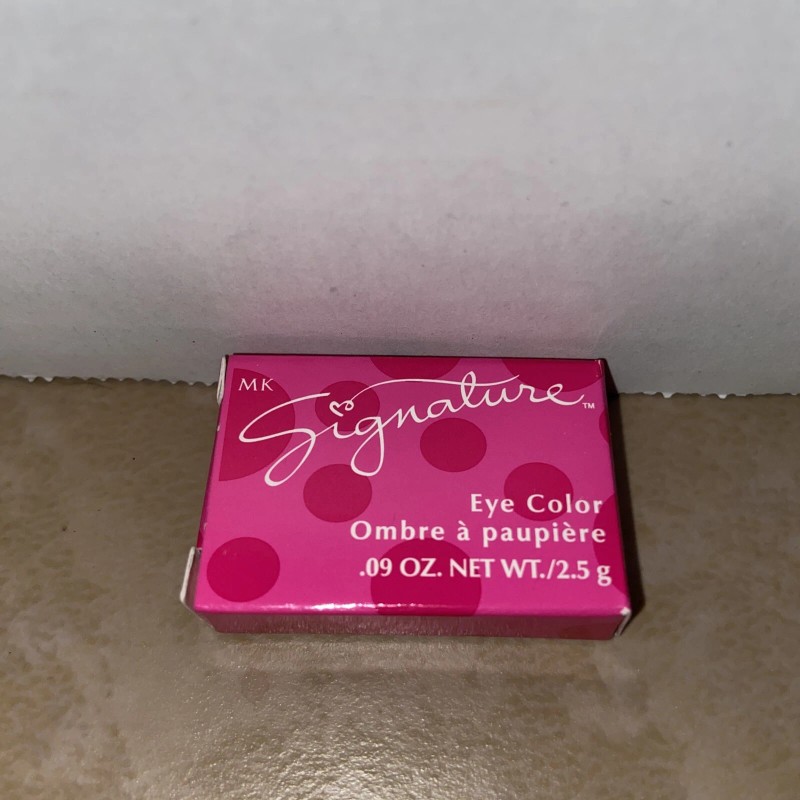 MK
Signature™
Eye Color
Ombre à paupière
.09 OZ. NET WT./2.5 g